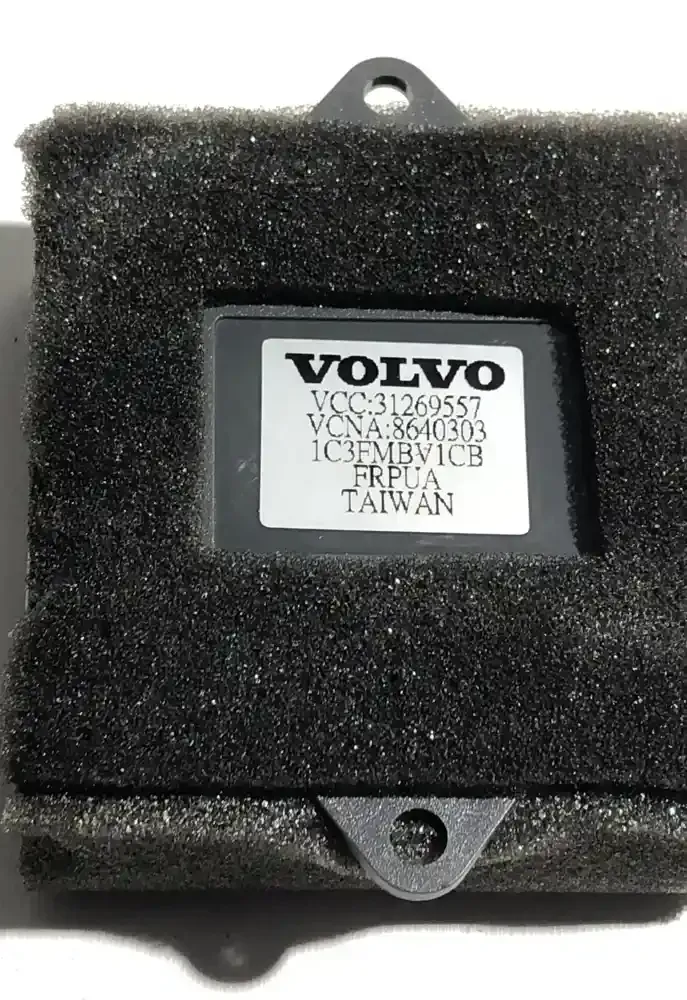 VOLVO
VCC:31269557
VCNA:8640303
1C3FMBV1CB
FRPUA
TAIWAN